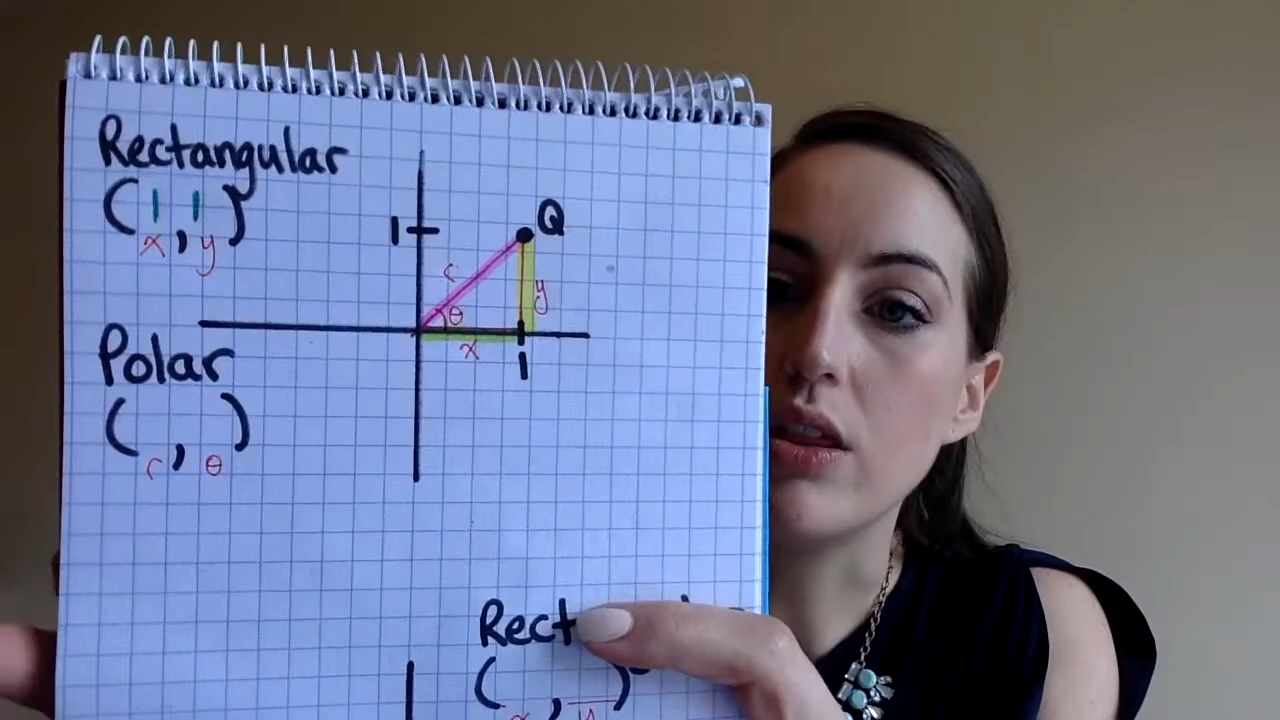 Rectangular
(1, 1)
x y
Polar
( , )
r θ
1
Q
r
θ
y
x
1
Rect
( , )